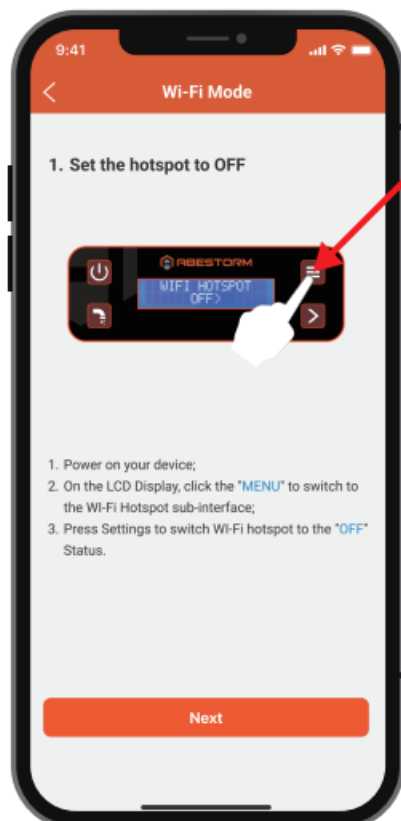 9:41
Wi-Fi Mode
1. Set the hotspot to OFF
ABESTORM
WIFI HOTSPOT
OFF>
1. Power on your device;
2. On the LCD Display, click the "MENU" to switch to
the WI-Fi Hotspot sub-interface;
3. Press Settings to switch WI-Fi hotspot to the "OFF"
Status.
Next